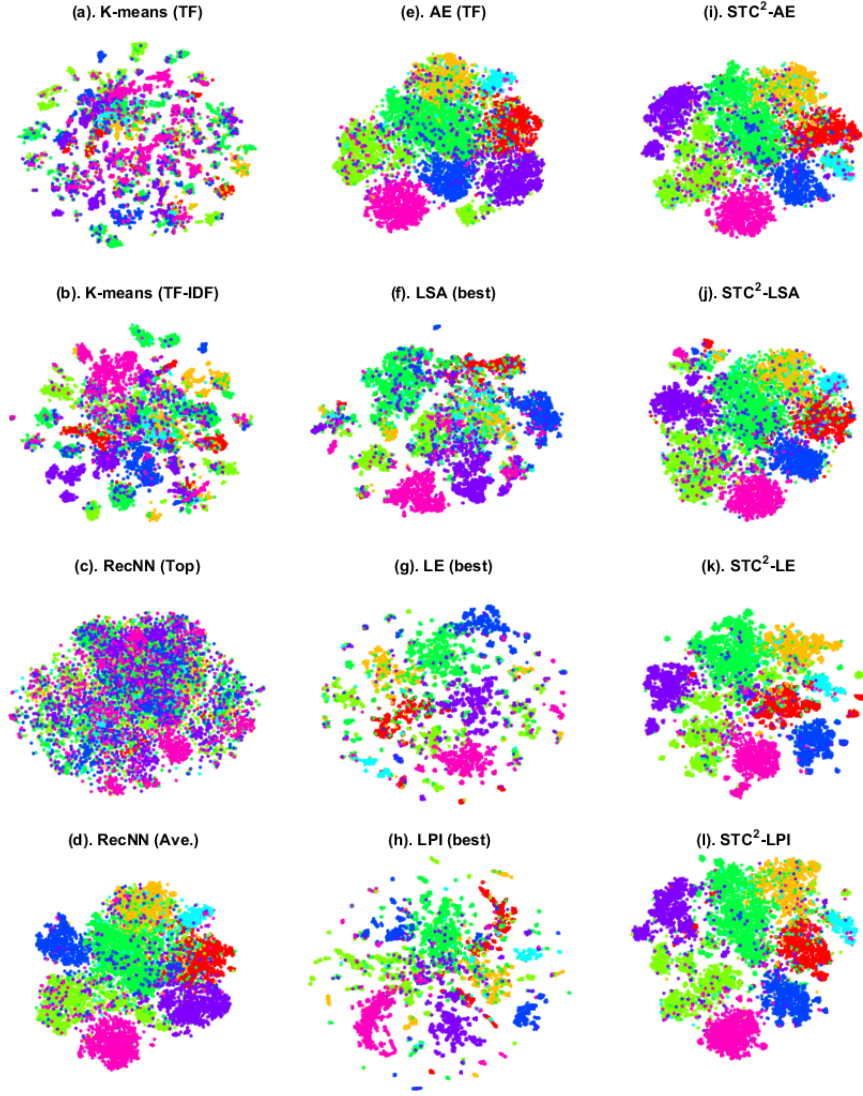 (a). K-means (TF)
(e). AE (TF)
(i). STC²-AE
(b). K-means (TF-IDF)
(f). LSA (best)
(j). STC²-LSA
(c). RecNN (Top)
(g). LE (best)
(k). STC²-LE
(d). RecNN (Ave.)
(h). LPI (best)
(l). STC²-LPI